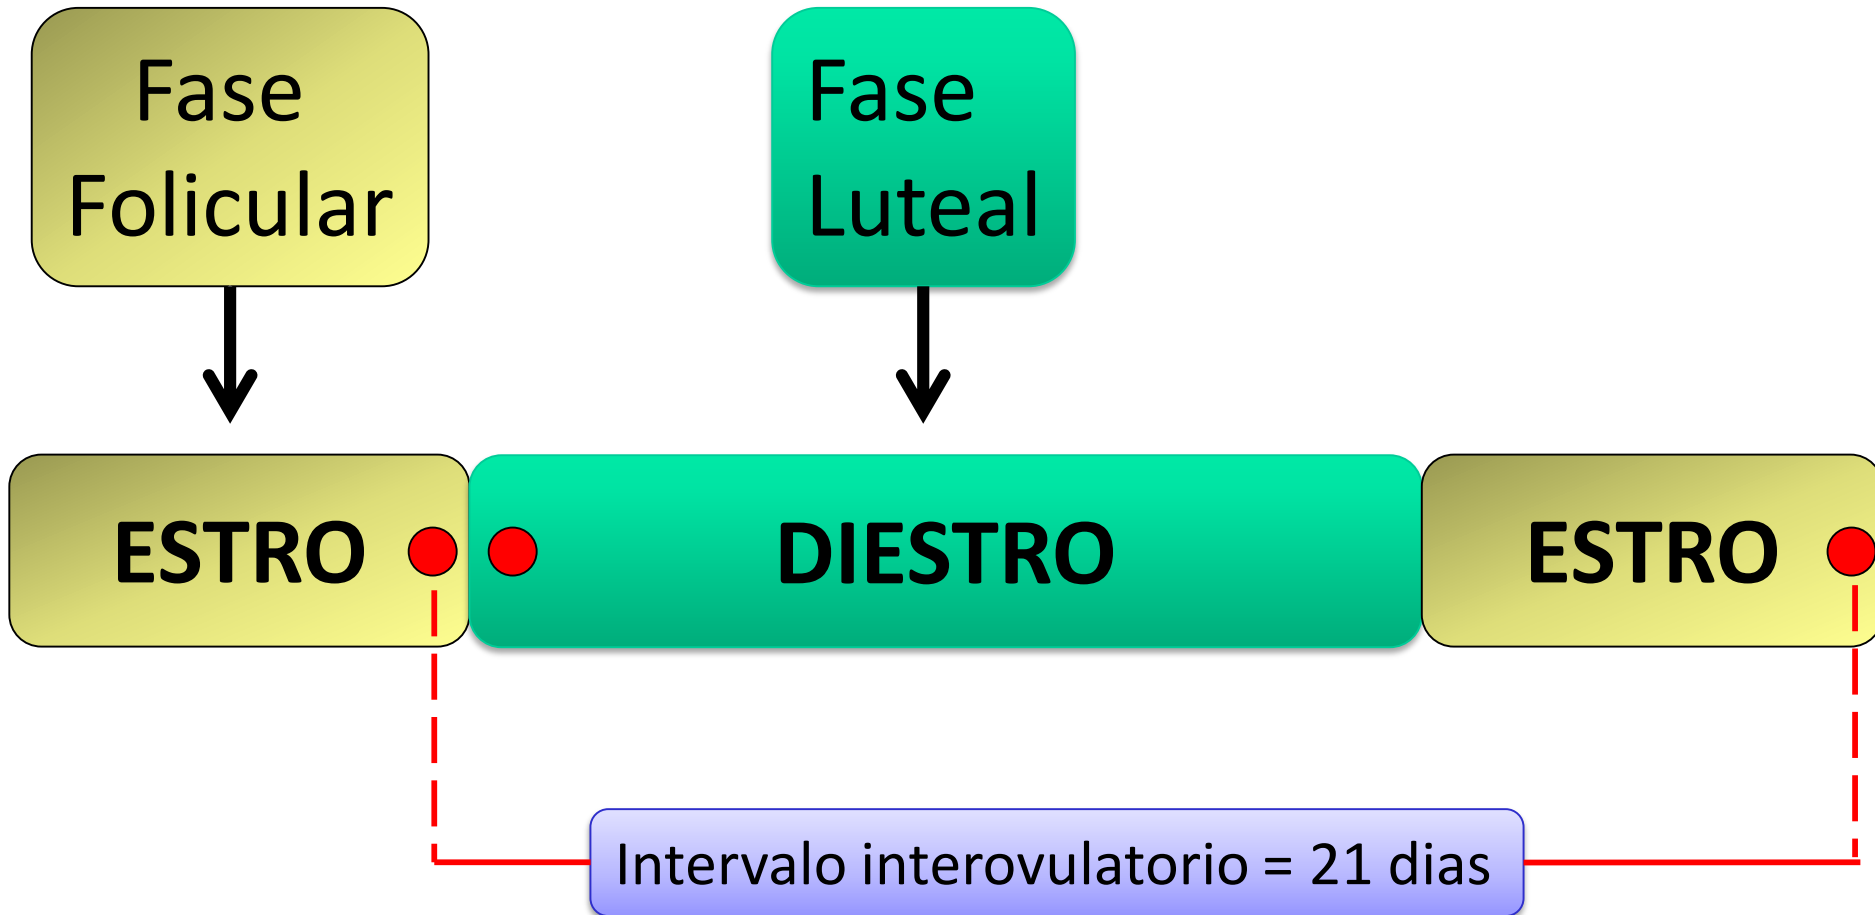 Fase
Folicular
Fase
Luteal
ESTRO
DIESTRO
ESTRO
Intervalo interovulatorio = 21 dias